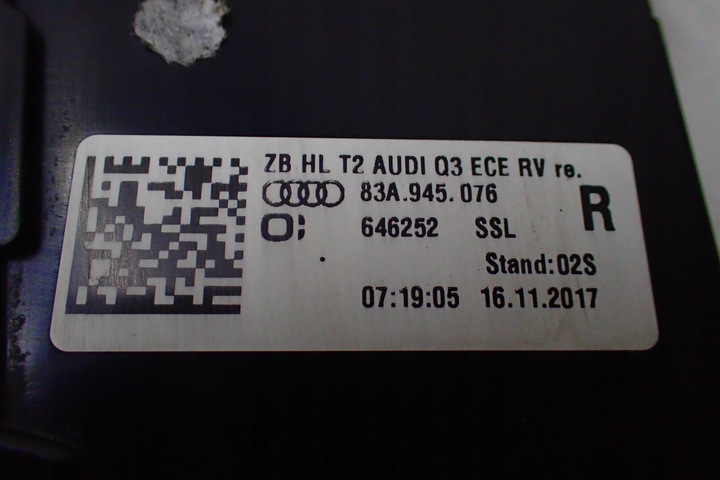 ZB HL T2 AUDI Q3 ECE RV re.
83A.945.076
R
646252 SSL
Stand:02S
07:19:05 16.11.2017